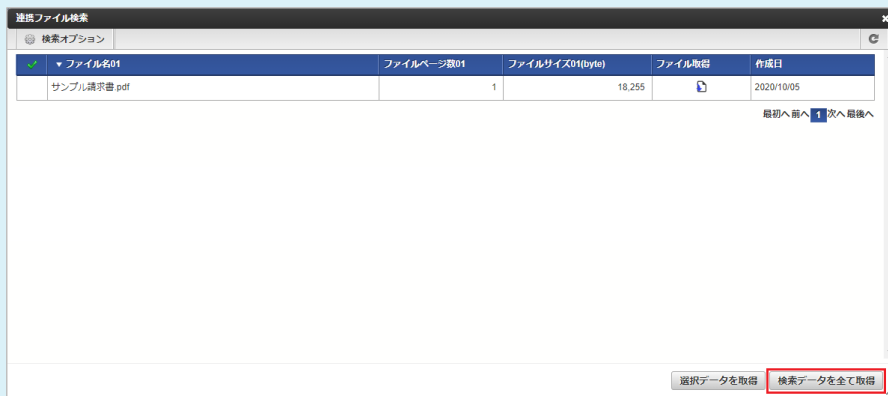 連携ファイル検索
検索オプション
▼ ファイル名01 ファイルページ数01 ファイルサイズ01(byte) ファイル取得 作成日
サンプル請求書.pdf 1 18,255 2020/10/05
最初へ 前へ 1 次へ 最後へ
選択データを取得 検索データを全て取得